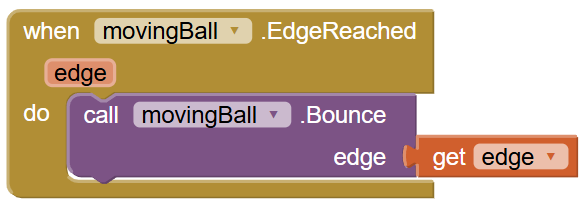 when movingBall .EdgeReached
edge
do call movingBall .Bounce
edge get edge